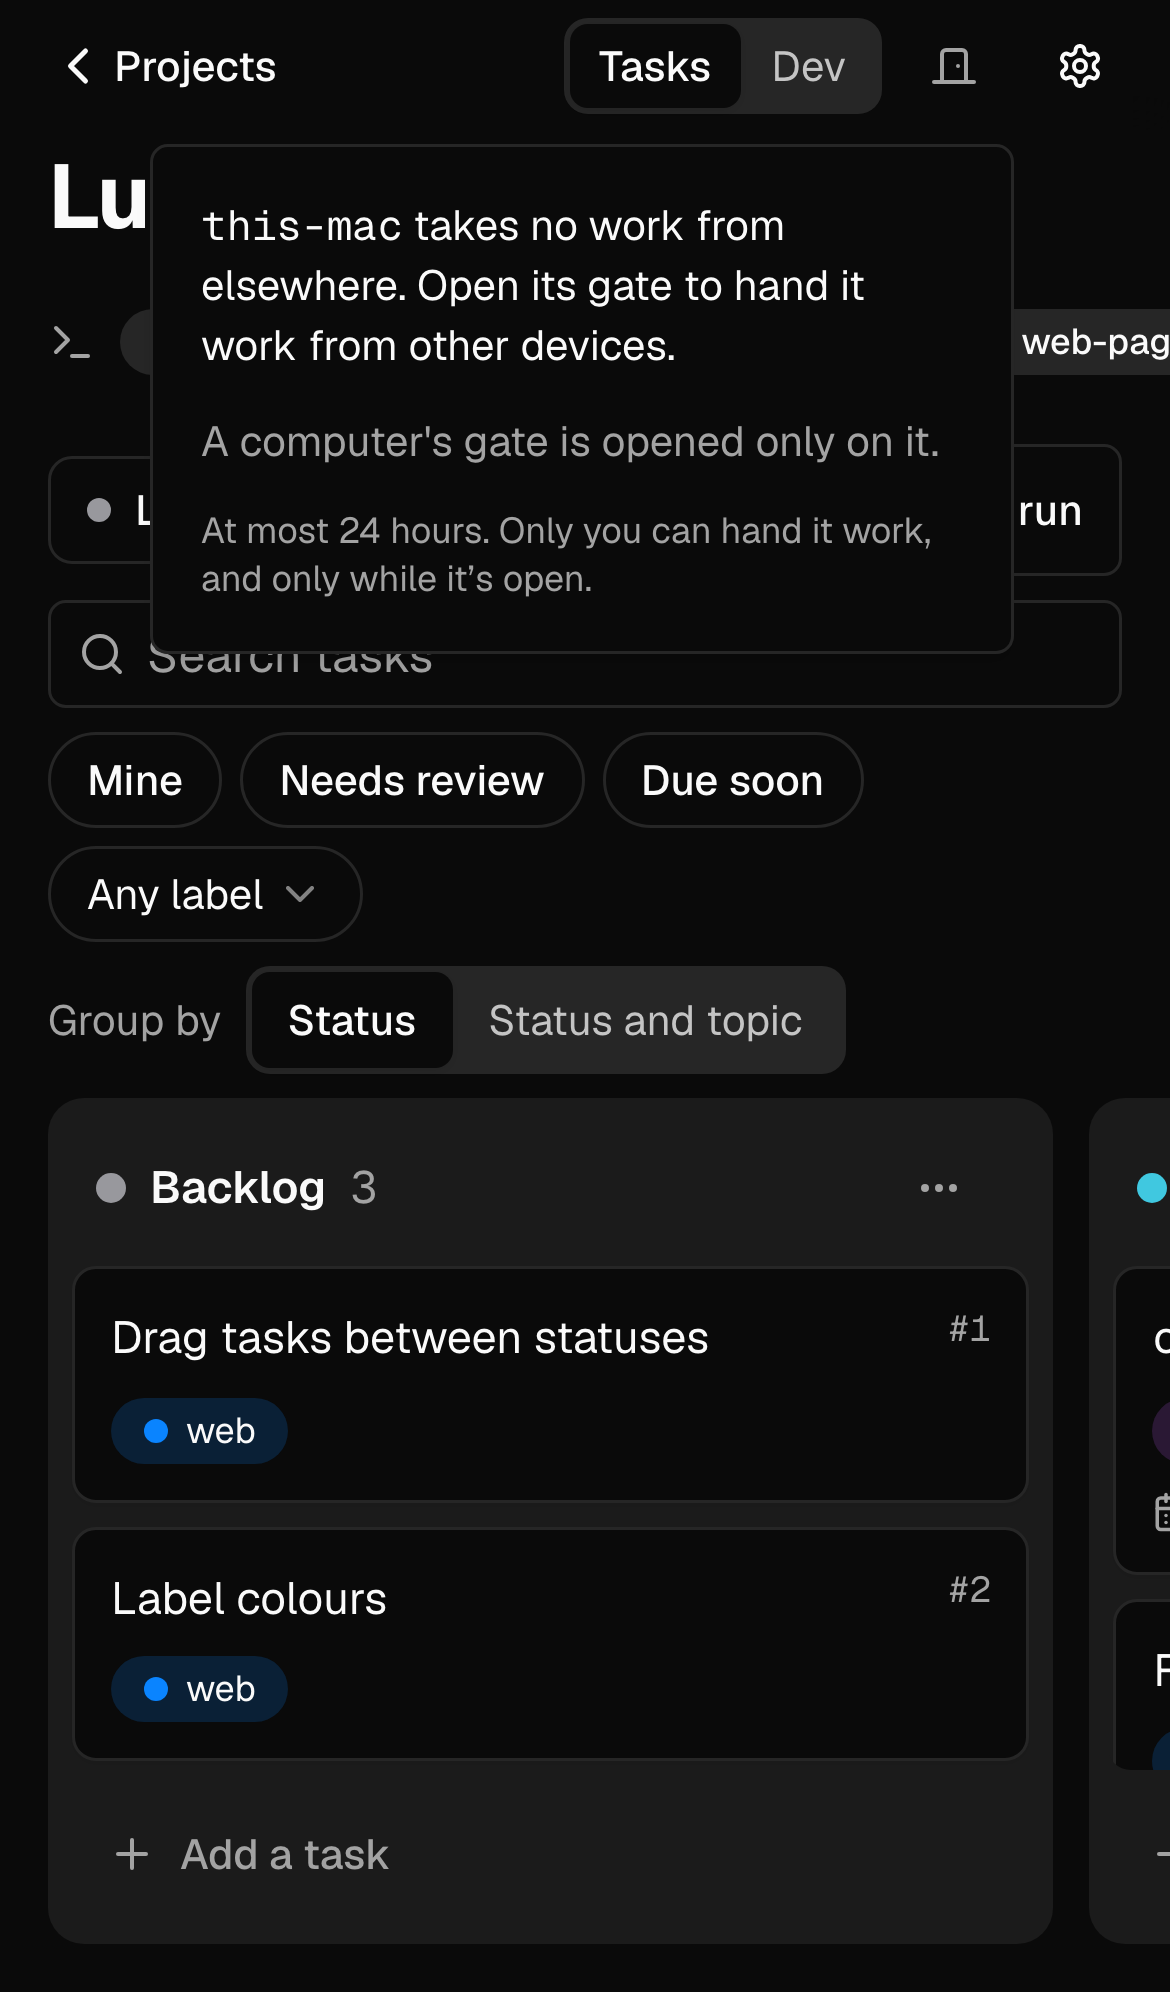 Projects
Tasks
Dev
Lu
this-mac takes no work from
elsewhere. Open its gate to hand it
work from other devices.
A computer's gate is opened only on it.
At most 24 hours. Only you can hand it work,
and only while it’s open.
web-pag
run
Search tasks
Mine
Needs review
Due soon
Any label
Group by
Status
Status and topic
Backlog 3
Drag tasks between statuses
#1
web
Label colours
#2
web
Add a task